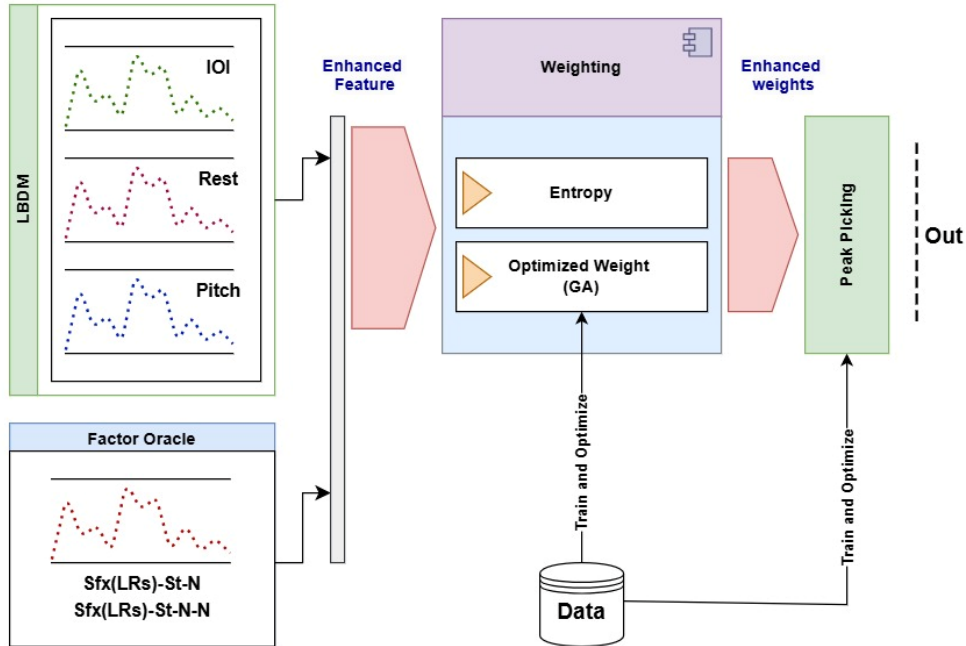 LBDM
IOI
Rest
Pitch
Factor Oracle
Sfx(LRs)-St-N
Sfx(LRs)-St-N-N
Enhanced
Feature
Weighting
Entropy
Optimized Weight
(GA)
Enhanced
weights
Peak Picking
Out
Train and Optimize
Train and Optimize
Data